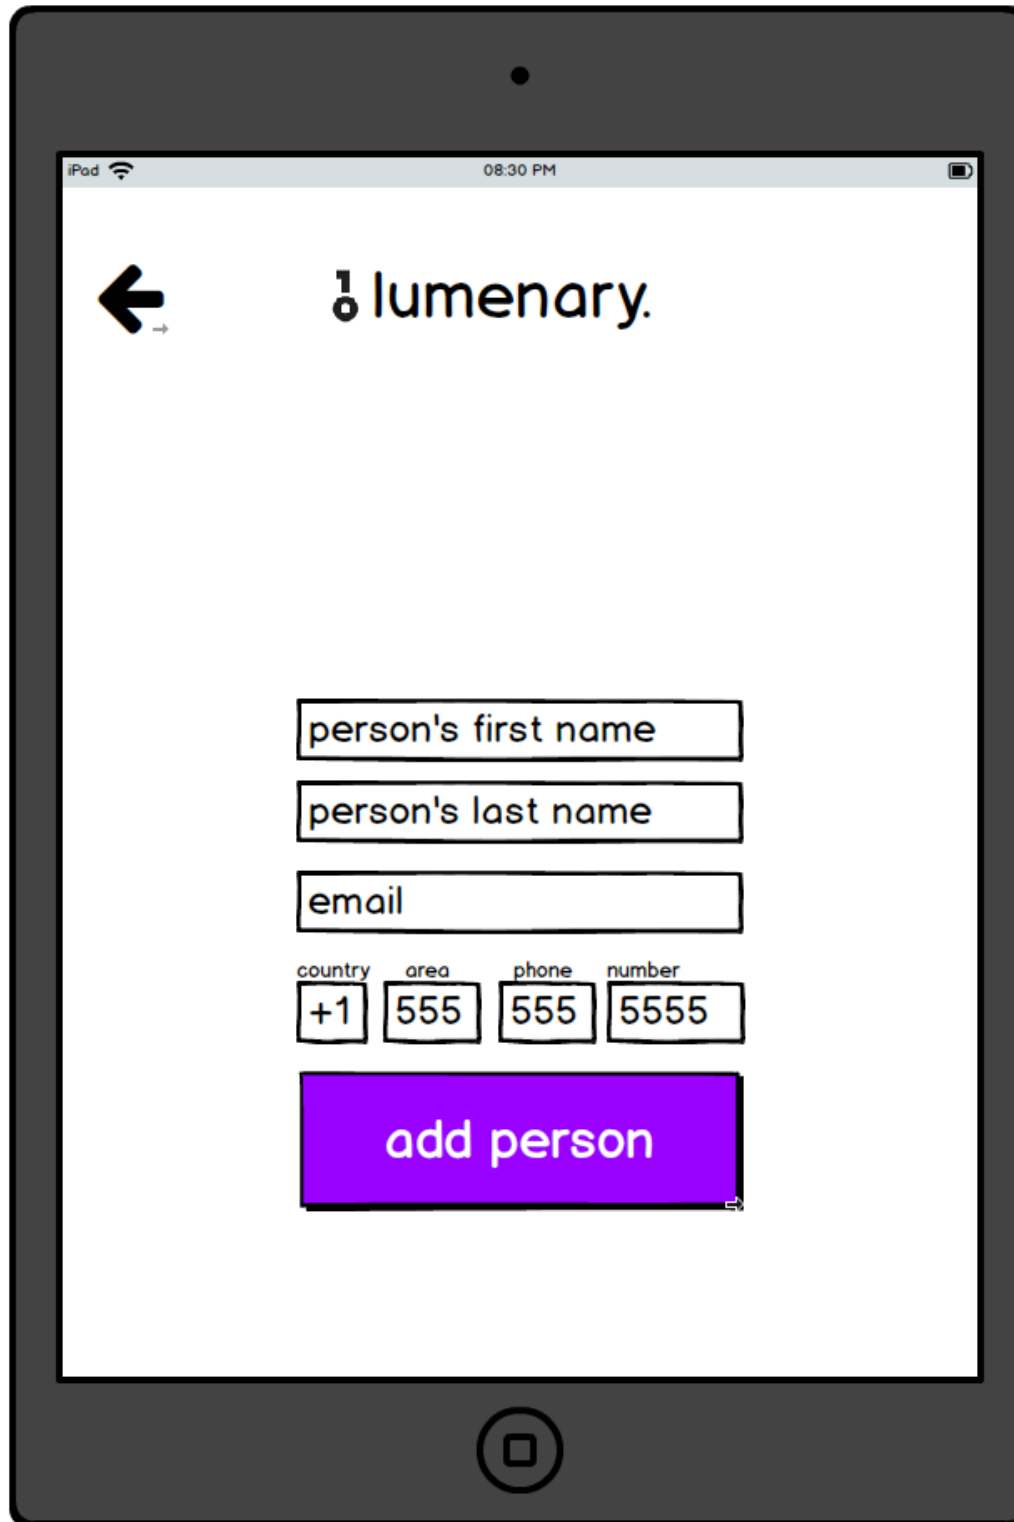 iPad 08:30 PM
lumenary.
person's first name
person's last name
email
country area phone number
+1 555 555 5555
add person